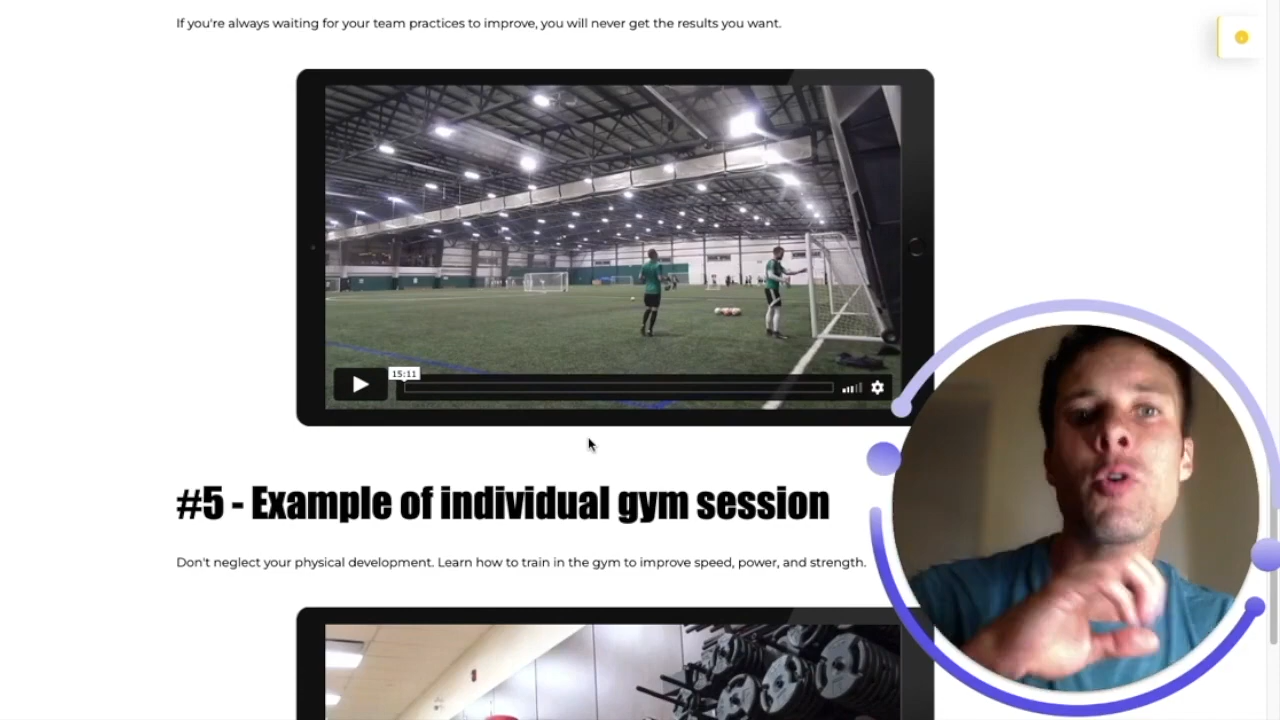 If you're always waiting for your team practices to improve, you will never get the results you want.
15:11
#5 - Example of individual gym session
Don't neglect your physical development. Learn how to train in the gym to improve speed, power, and strength.